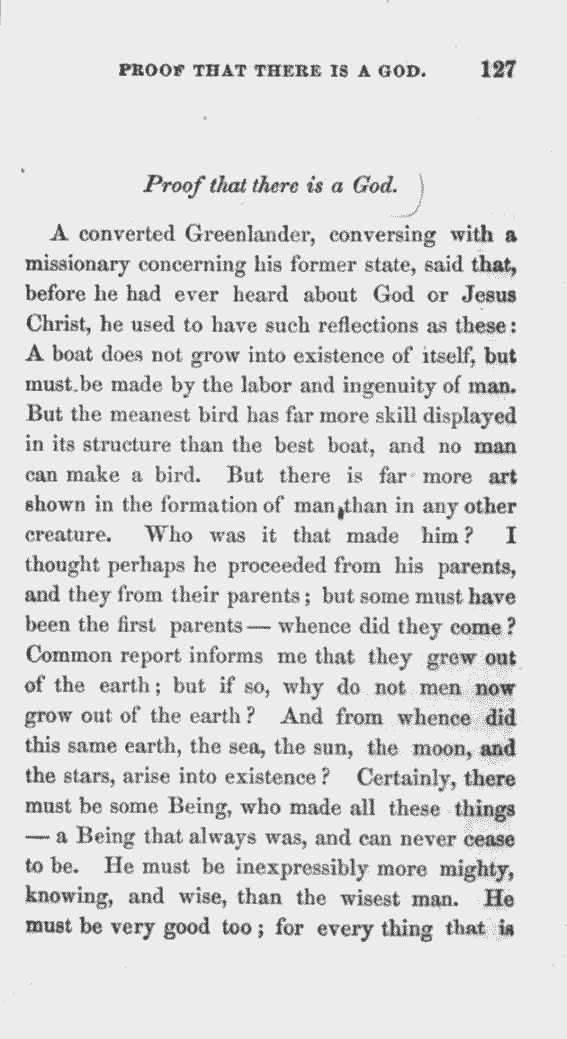 PROOF THAT THERE IS A GOD. 127
Proof that there is a God.
A converted Greenlander, conversing with a
missionary concerning his former state, said that,
before he had ever heard about God or Jesus
Christ, he used to have such reflections as these:
A boat does not grow into existence of itself, but
must be made by the labor and ingenuity of man.
But the meanest bird has far more skill displayed
in its structure than the best boat, and no man
can make a bird. But there is far more art
shown in the formation of man than in any other
creature. Who was it that made him? I
thought perhaps he proceeded from his parents,
and they from their parents; but some must have
been the first parents — whence did they come?
Common report informs me that they grew out
of the earth; but if so, why do not men now
grow out of the earth? And from whence did
this same earth, the sea, the sun, the moon, and
the stars, arise into existence? Certainly, there
must be some Being, who made all these things
— a Being that always was, and can never cease
to be. He must be inexpressibly more mighty,
knowing, and wise, than the wisest man. He
must be very good too; for every thing that is